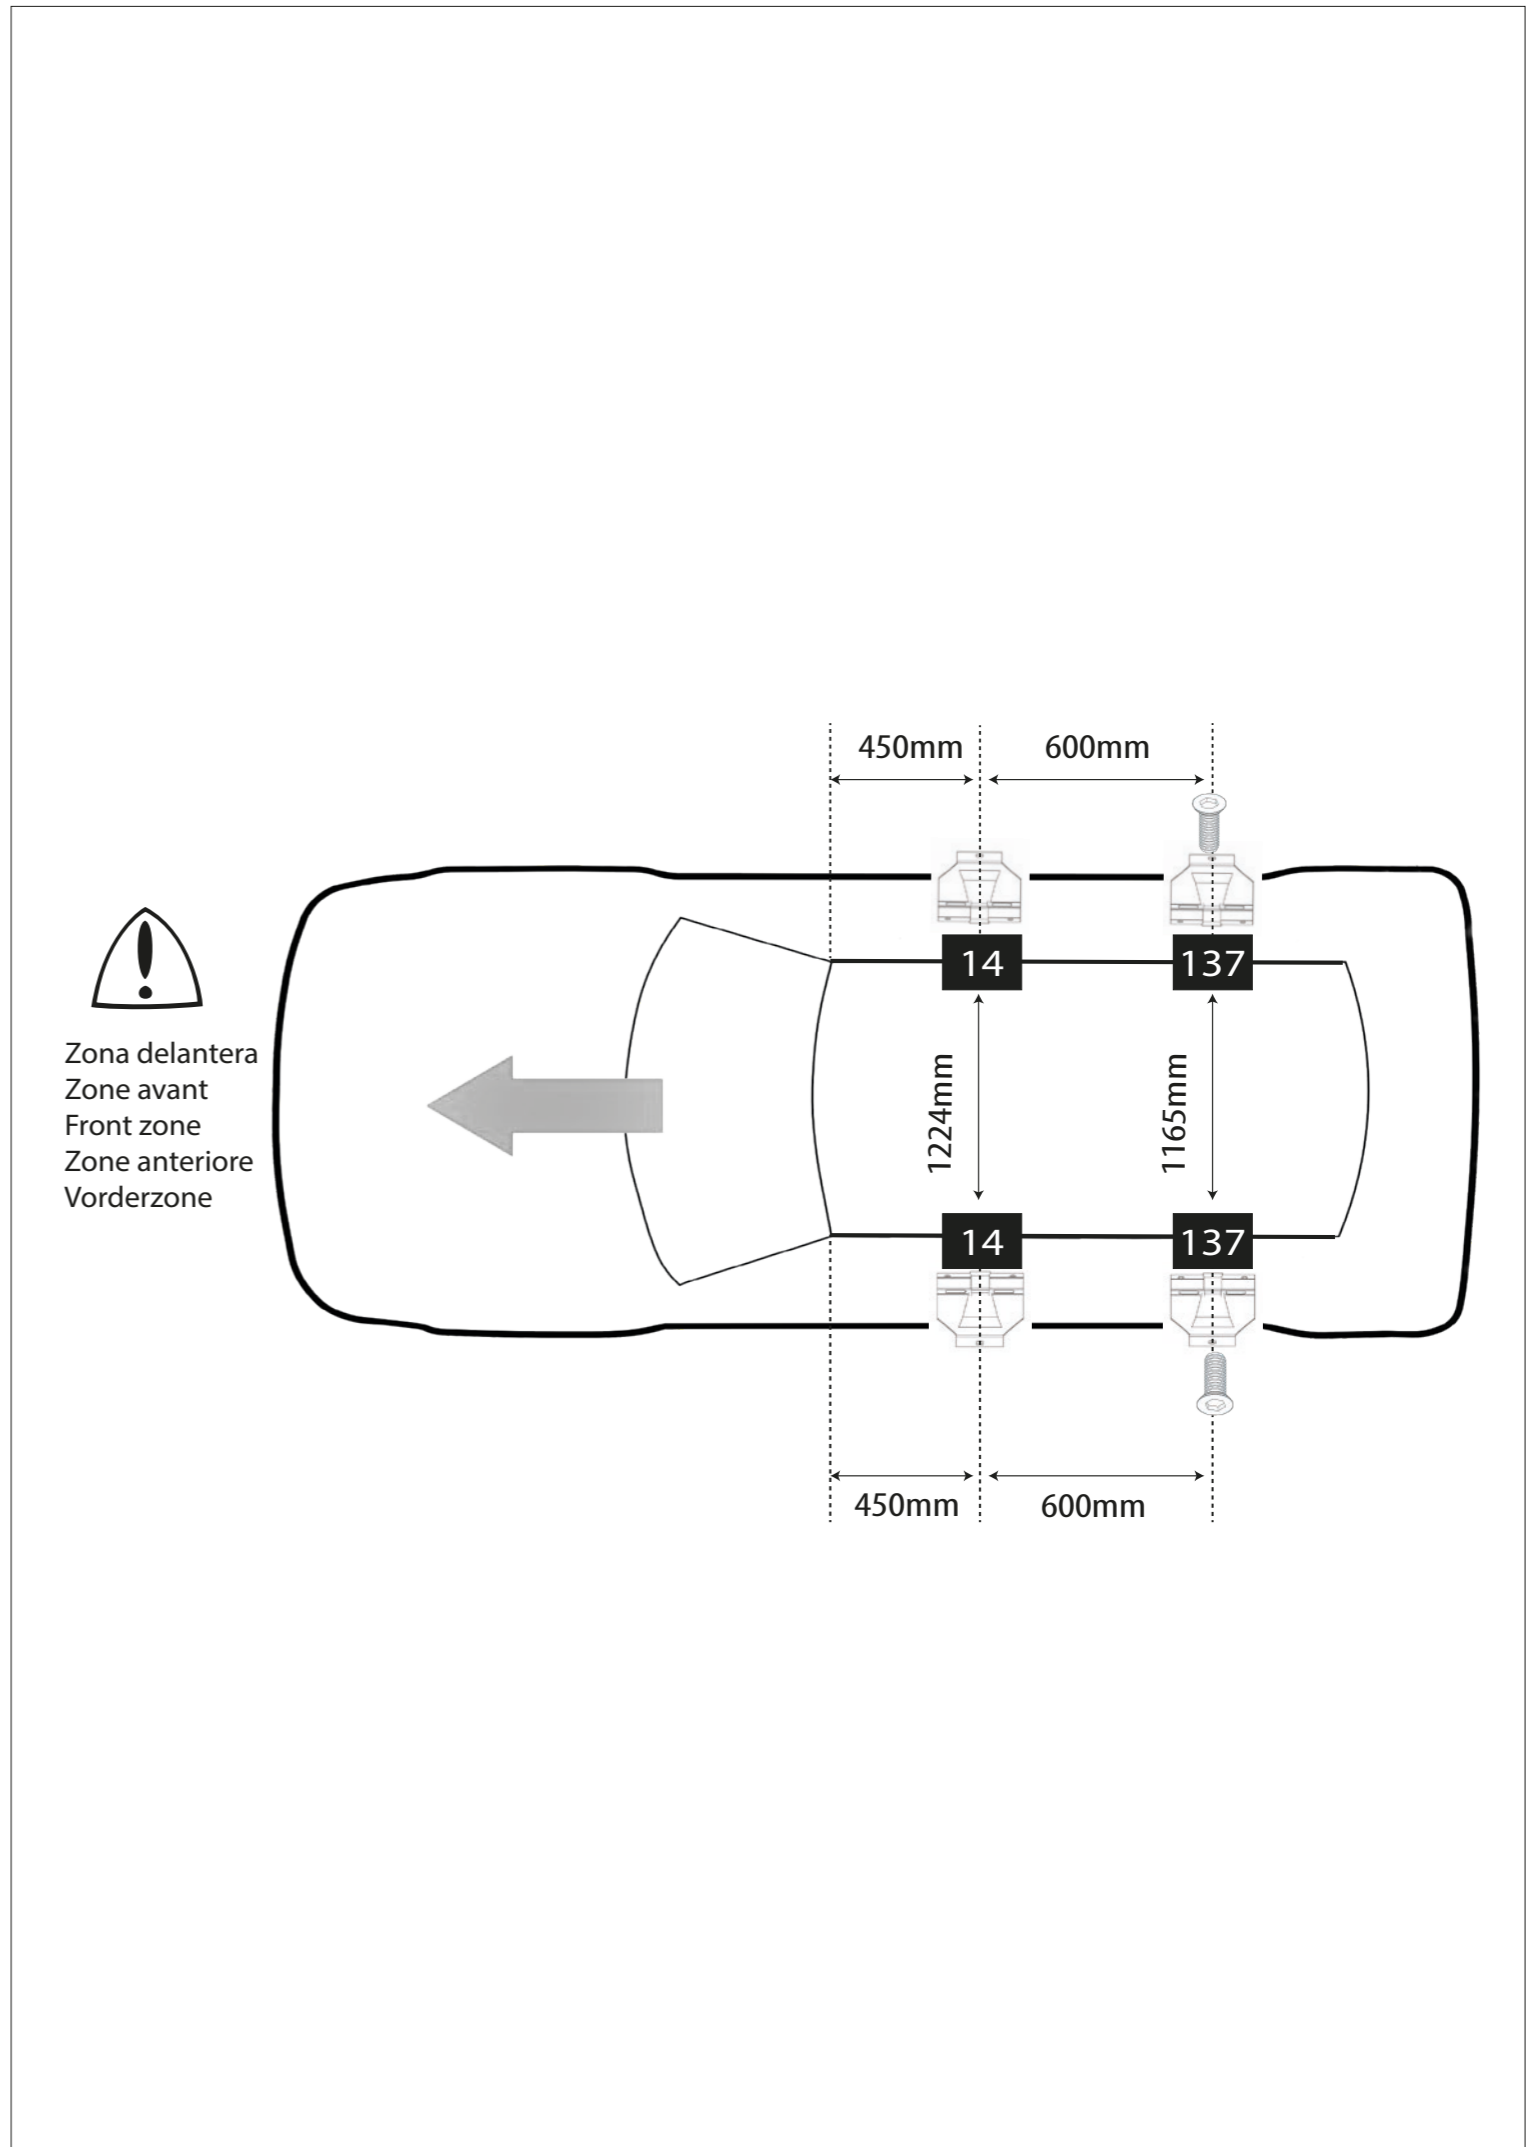 450mm
600mm
14
137
Zona delantera
Zone avant
Front zone
Zone anteriore
Vorderzone
1224mm
1165mm
14
137
450mm
600mm